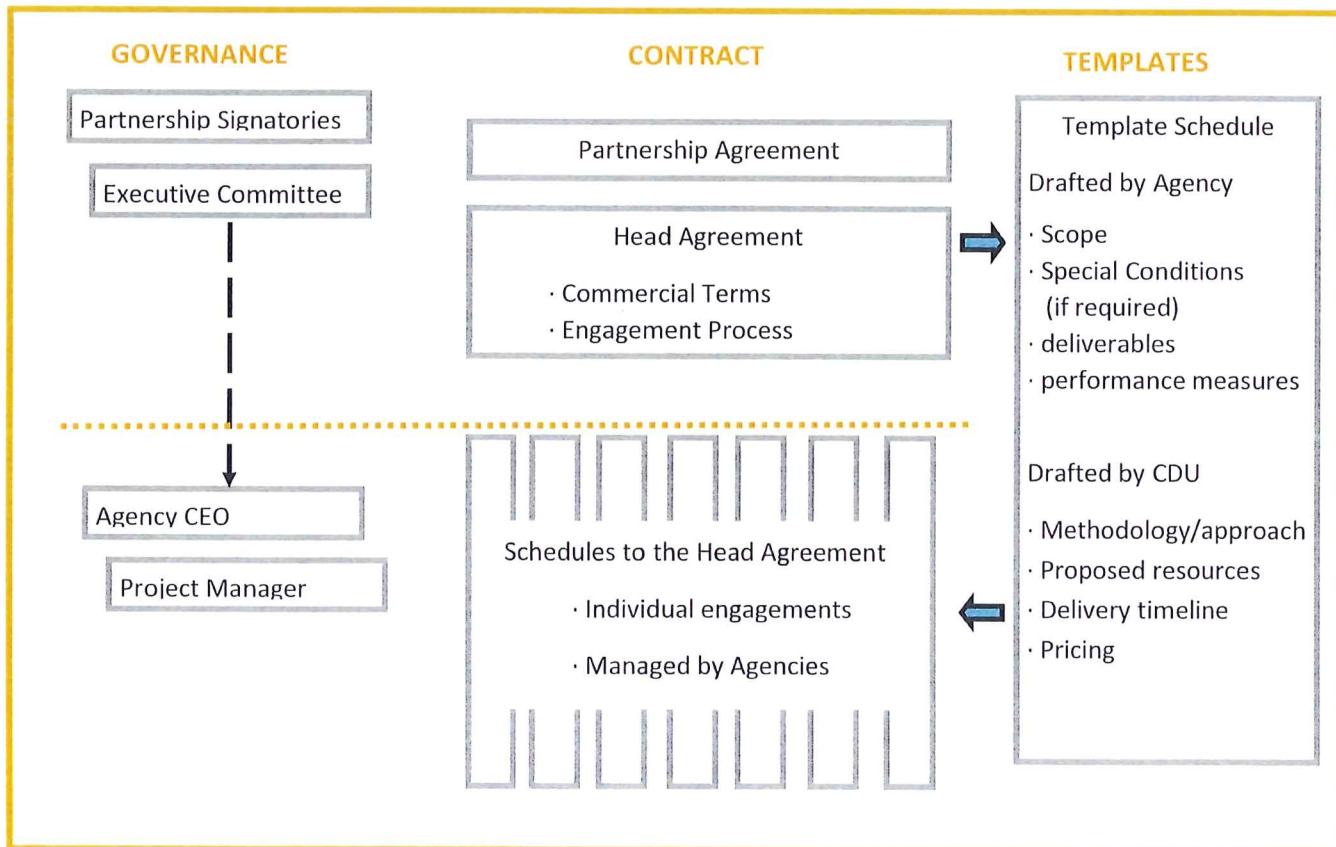 GOVERNANCE
Partnership Signatories
Executive Committee
Agency CEO
Project Manager
CONTRACT
Partnership Agreement
Head Agreement
· Commercial Terms
· Engagement Process
Schedules to the Head Agreement
· Individual engagements
· Managed by Agencies
TEMPLATES
Template Schedule
Drafted by Agency
· Scope
· Special Conditions
(if required)
· deliverables
· performance measures
Drafted by CDU
· Methodology/approach
· Proposed resources
· Delivery timeline
· Pricing